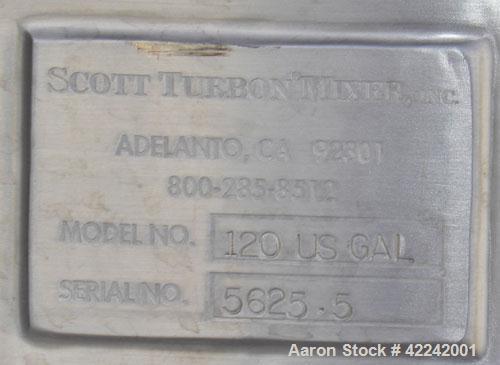 SCOTT TURBON® MIXER, INC.
ADELANTO, CA 92301
800-285-8512
MODEL NO. 120 US GAL
SERIAL NO. 5625.5
Aaron Stock # 42242001